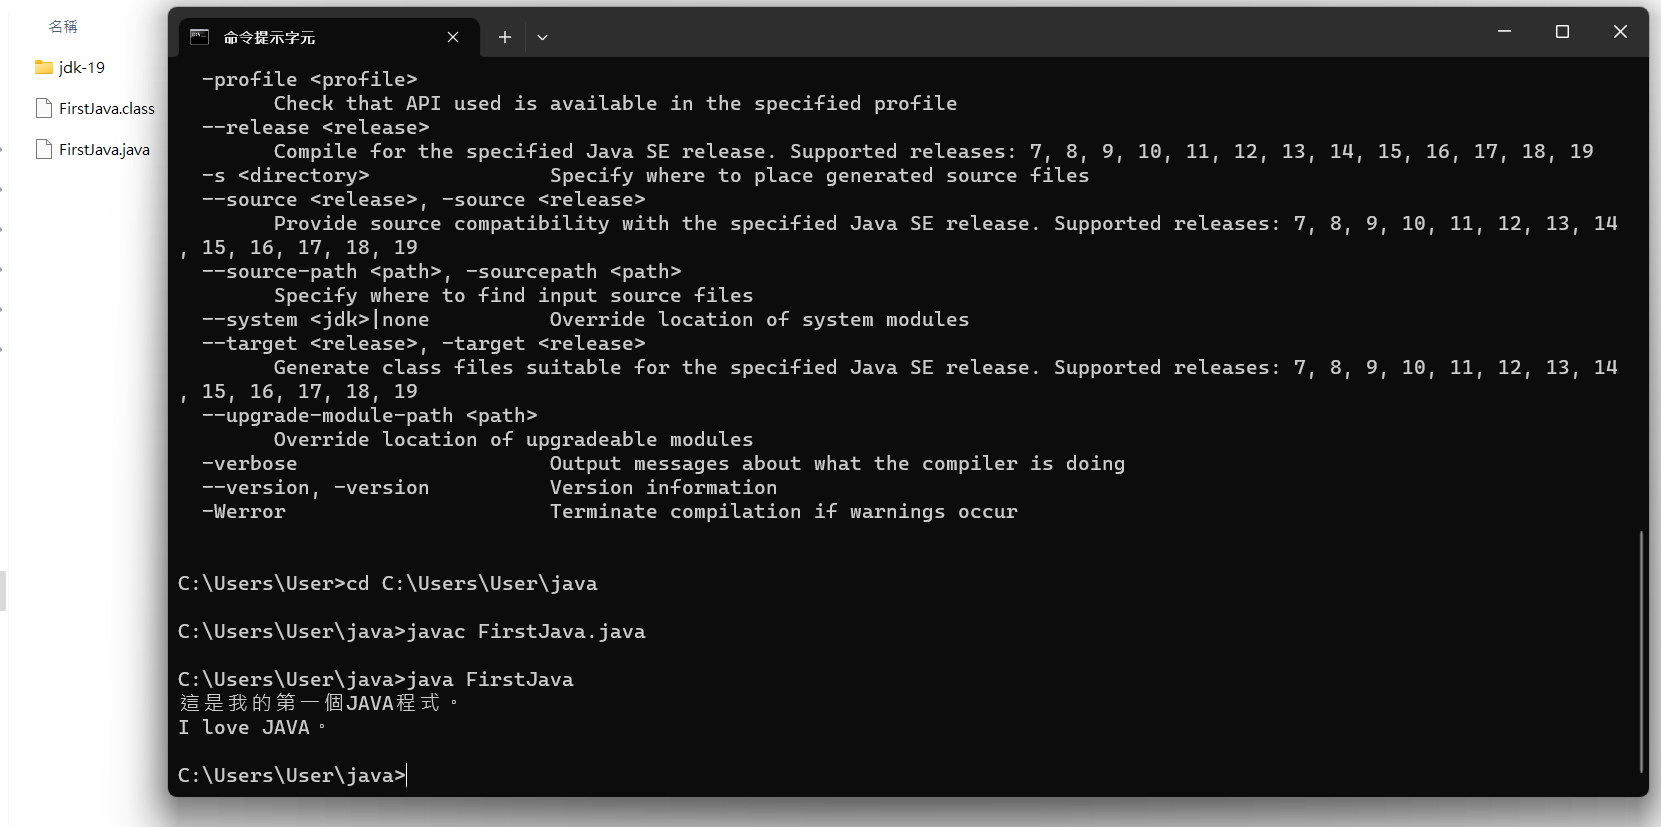 名稱
jdk-19
FirstJava.class
FirstJava.java
命令提示字元
-profile <profile>
Check that API used is available in the specified profile
--release <release>
Compile for the specified Java SE release. Supported releases: 7, 8, 9, 10, 11, 12, 13, 14, 15, 16, 17, 18, 19
-s <directory> Specify where to place generated source files
--source <release>, -source <release>
Provide source compatibility with the specified Java SE release. Supported releases: 7, 8, 9, 10, 11, 12, 13, 14
, 15, 16, 17, 18, 19
--source-path <path>, -sourcepath <path>
Specify where to find input source files
--system <jdk>|none Override location of system modules
--target <release>, -target <release>
Generate class files suitable for the specified Java SE release. Supported releases: 7, 8, 9, 10, 11, 12, 13, 14
, 15, 16, 17, 18, 19
--upgrade-module-path <path>
Override location of upgradeable modules
-verbose Output messages about what the compiler is doing
--version, -version Version information
-Werror Terminate compilation if warnings occur
C:\Users\User>cd C:\Users\User\java
C:\Users\User\java>javac FirstJava.java
C:\Users\User\java>java FirstJava
這是我的第一個JAVA程式。
I love JAVA。
C:\Users\User\java>